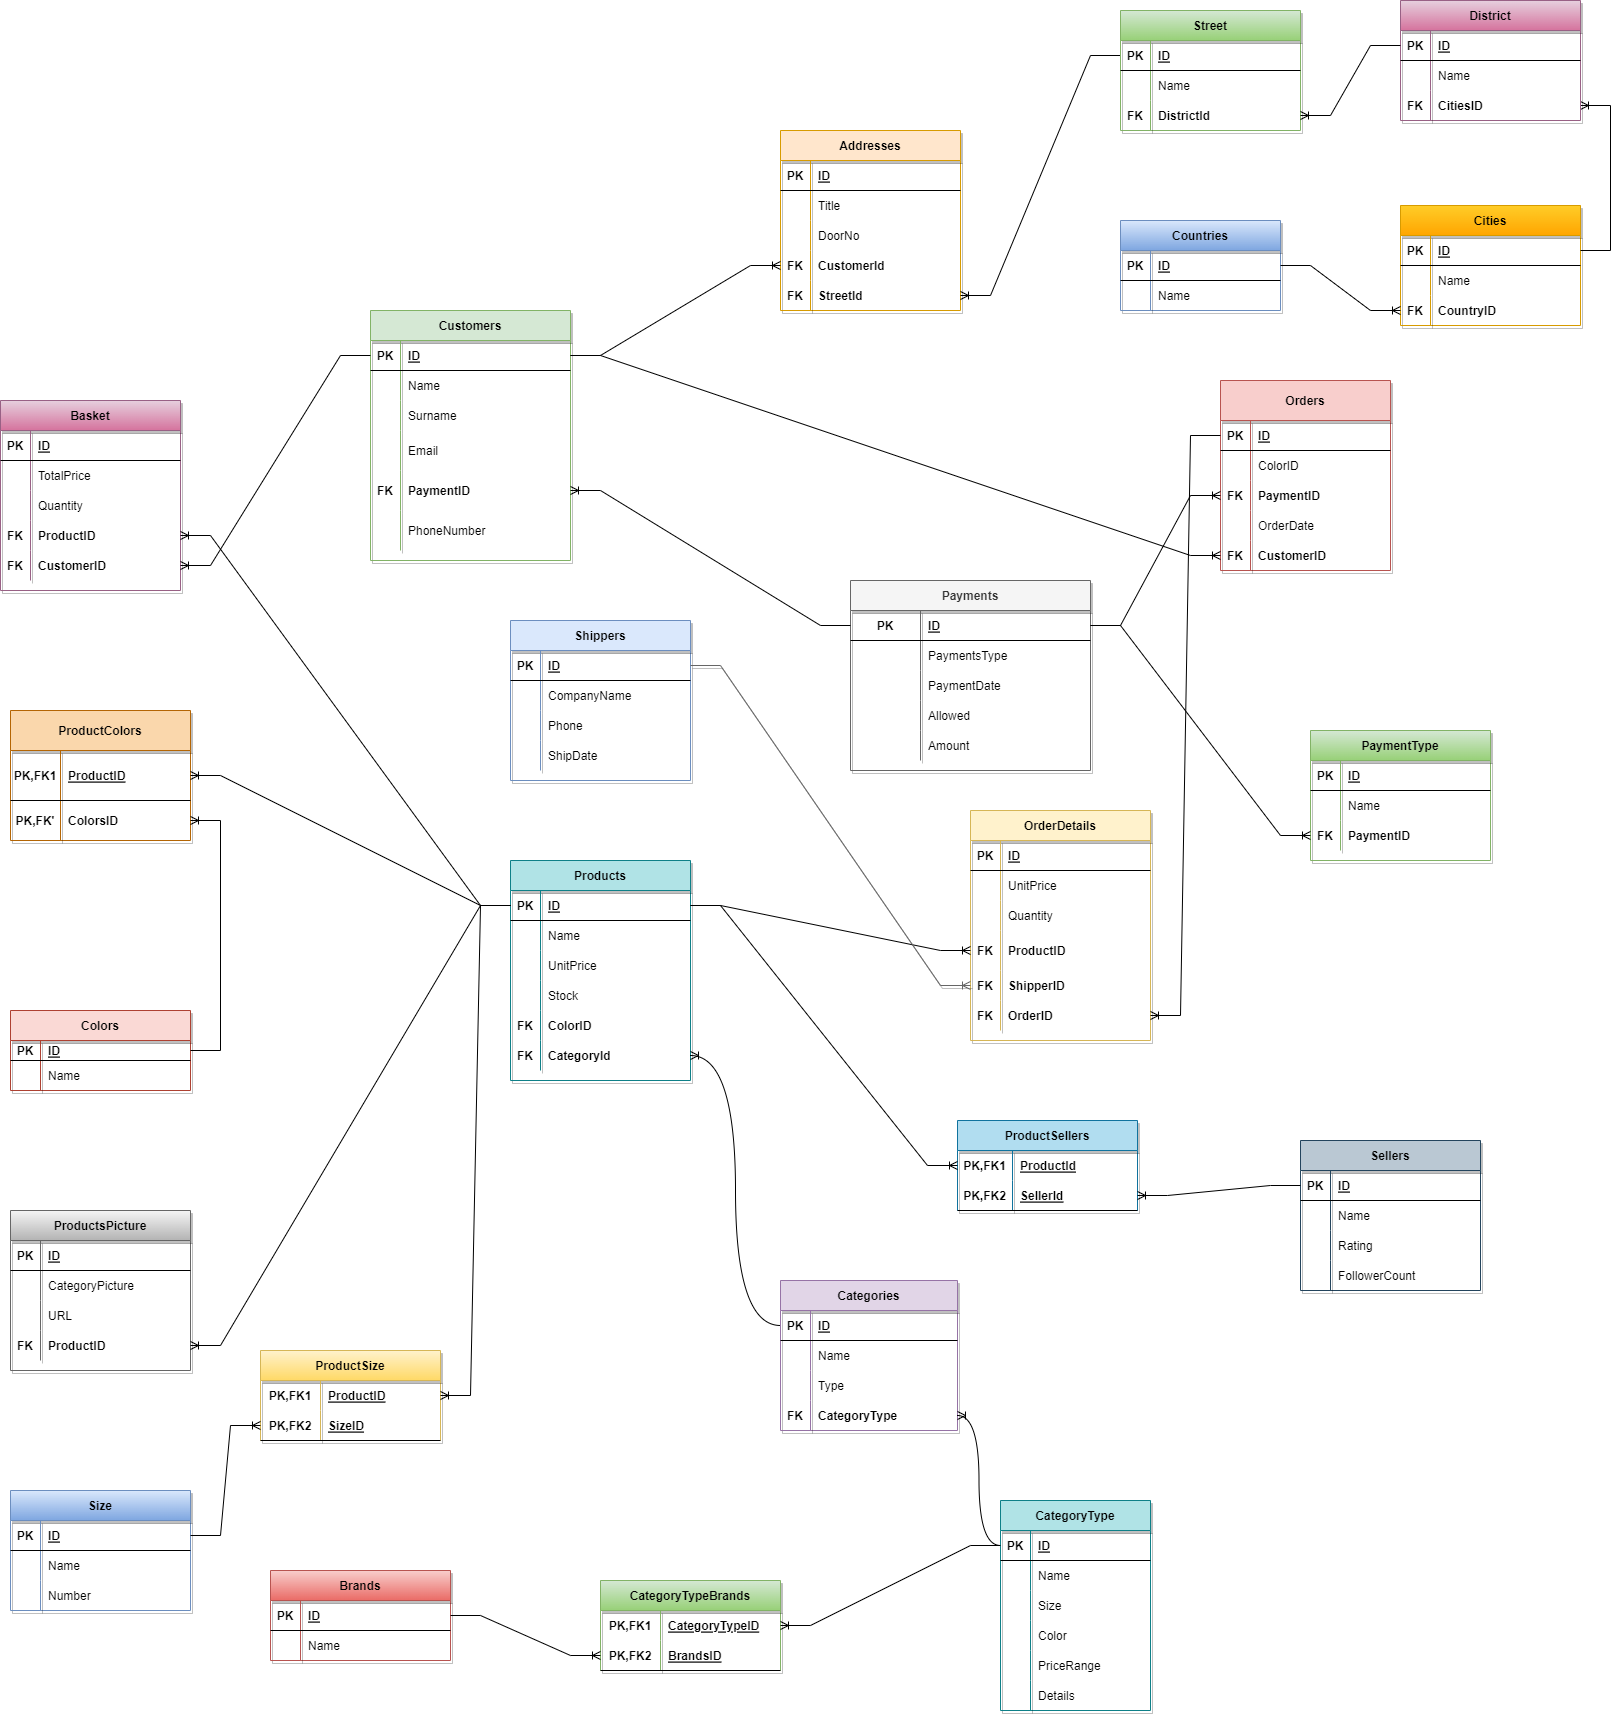 Street
PK ID
Name
FK DistrictId
District
PK ID
Name
FK CitiesID
Addresses
PK ID
Title
DoorNo
FK CustomerId
FK StreetId
Countries
PK ID
Name
Cities
PK ID
Name
FK CountryID
Customers
PK ID
Name
Surname
Email
FK PaymentID
PhoneNumber
Basket
PK ID
TotalPrice
Quantity
FK ProductID
FK CustomerID
Orders
PK ID
ColorID
FK PaymentID
OrderDate
FK CustomerID
Payments
PK ID
PaymentsType
PaymentDate
Allowed
Amount
Shippers
PK ID
CompanyName
Phone
ShipDate
ProductColors
PK,FK1 ProductID
PK,FK' ColorsID
PaymentType
PK ID
Name
FK PaymentID
OrderDetails
PK ID
UnitPrice
Quantity
FK ProductID
FK ShipperID
FK OrderID
Products
PK ID
Name
UnitPrice
Stock
FK ColorID
FK CategoryId
Colors
PK ID
Name
ProductSellers
PK,FK1 ProductId
PK,FK2 SellerId
Sellers
PK ID
Name
Rating
FollowerCount
ProductsPicture
PK ID
CategoryPicture
URL
FK ProductID
Categories
PK ID
Name
Type
FK CategoryType
ProductSize
PK,FK1 ProductID
PK,FK2 SizeID
Size
PK ID
Name
Number
CategoryType
PK ID
Name
Size
Color
PriceRange
Details
Brands
PK ID
Name
CategoryTypeBrands
PK,FK1 CategoryTypeID
PK,FK2 BrandsID